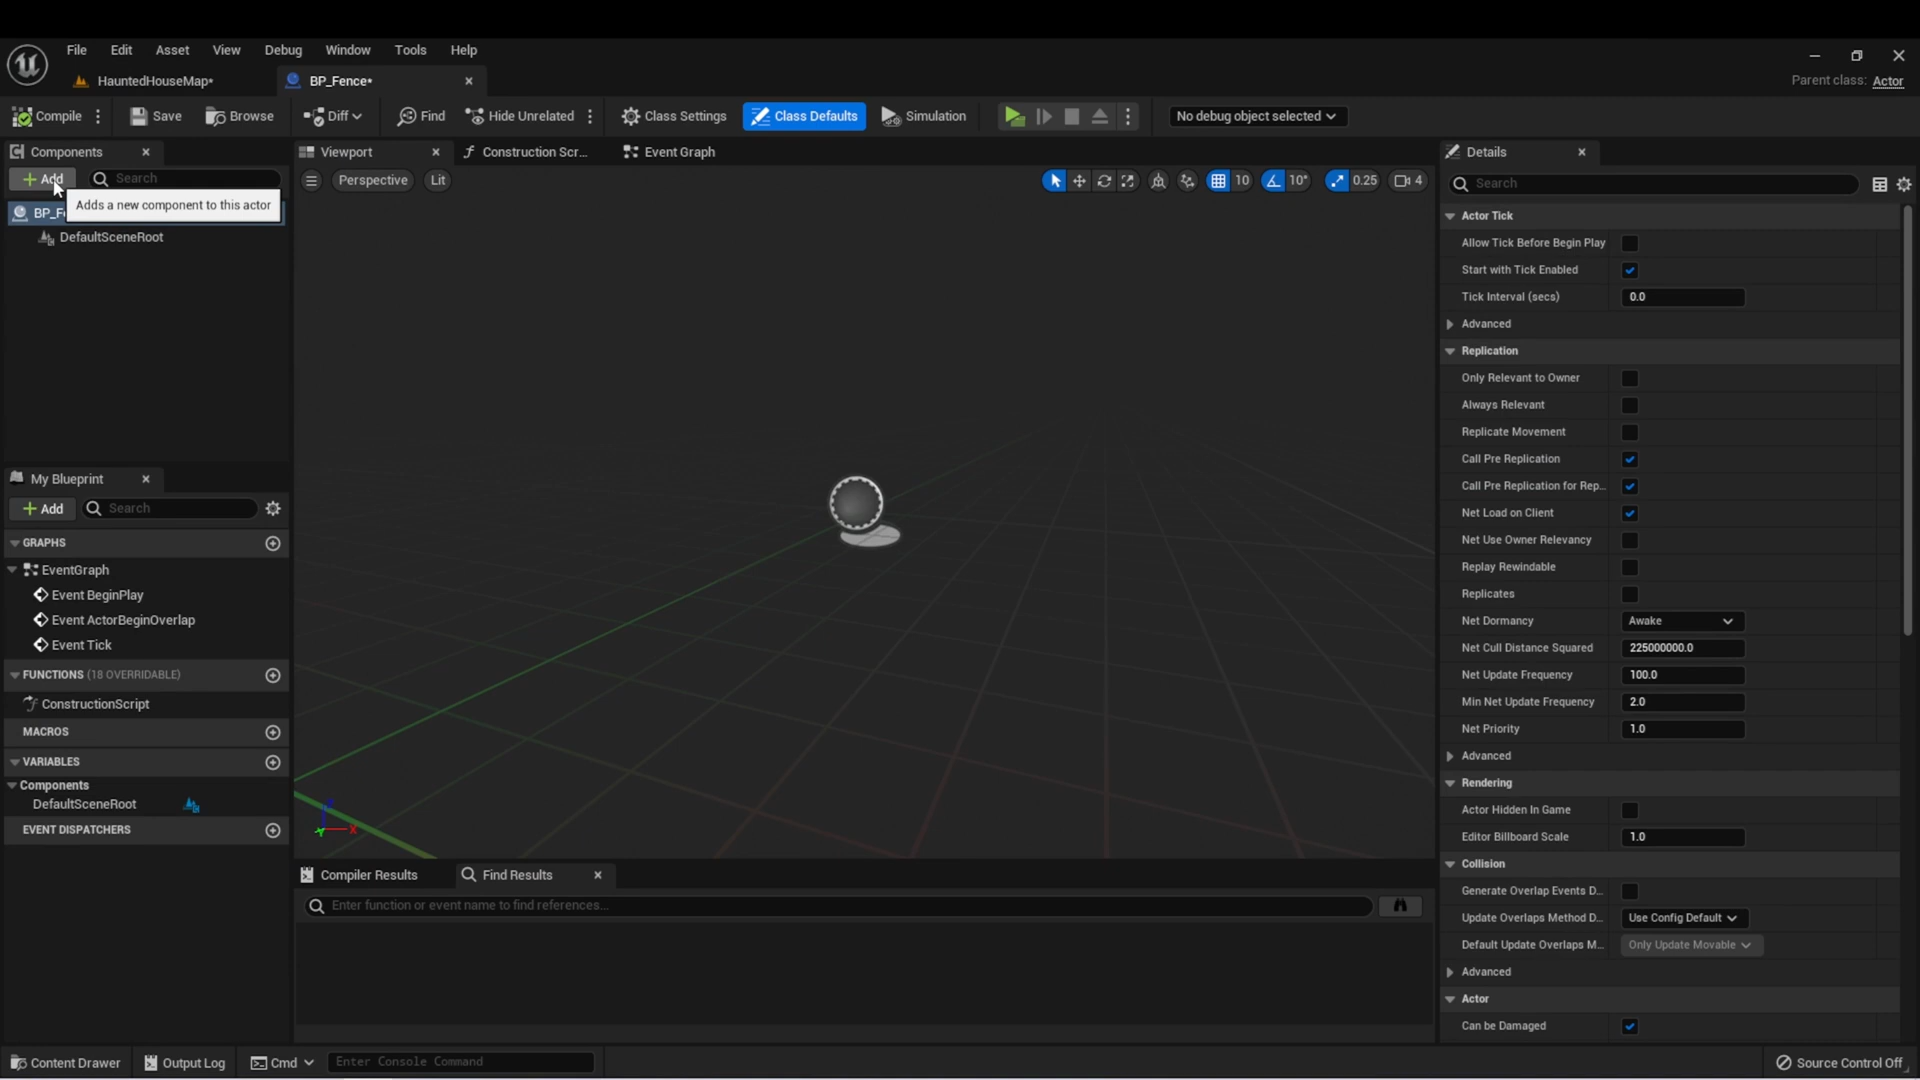 File Edit Asset View Debug Window Tools Help
HauntedHouseMap* BP_Fence* Parent class: Actor
Compile Save Browse Diff Find Hide Unrelated Class Settings Class Defaults Simulation No debug object selected
Components
Add Search
Adds a new component to this actor
BP_Fe
DefaultSceneRoot
My Blueprint
Add Search
GRAPHS
EventGraph
Event BeginPlay
Event ActorBeginOverlap
Event Tick
FUNCTIONS (18 OVERRIDABLE)
ConstructionScript
MACROS
VARIABLES
Components
DefaultSceneRoot
EVENT DISPATCHERS
Viewport Construction Scr... Event Graph
Perspective Lit 10 10° 0.25 4
X
Compiler Results Find Results
Enter function or event name to find references...
Details
Search
Actor Tick
Allow Tick Before Begin Play
Start with Tick Enabled
Tick Interval (secs) 0.0
Advanced
Replication
Only Relevant to Owner
Always Relevant
Replicate Movement
Call Pre Replication
Call Pre Replication for Rep...
Net Load on Client
Net Use Owner Relevancy
Replay Rewindable
Replicates
Net Dormancy Awake
Net Cull Distance Squared 225000000.0
Net Update Frequency 100.0
Min Net Update Frequency 2.0
Net Priority 1.0
Advanced
Rendering
Actor Hidden In Game
Editor Billboard Scale 1.0
Collision
Generate Overlap Events D...
Update Overlaps Method D... Use Config Default
Default Update Overlaps M... Only Update Movable
Advanced
Actor
Can be Damaged
Content Drawer Output Log Cmd Enter Console Command Source Control Off